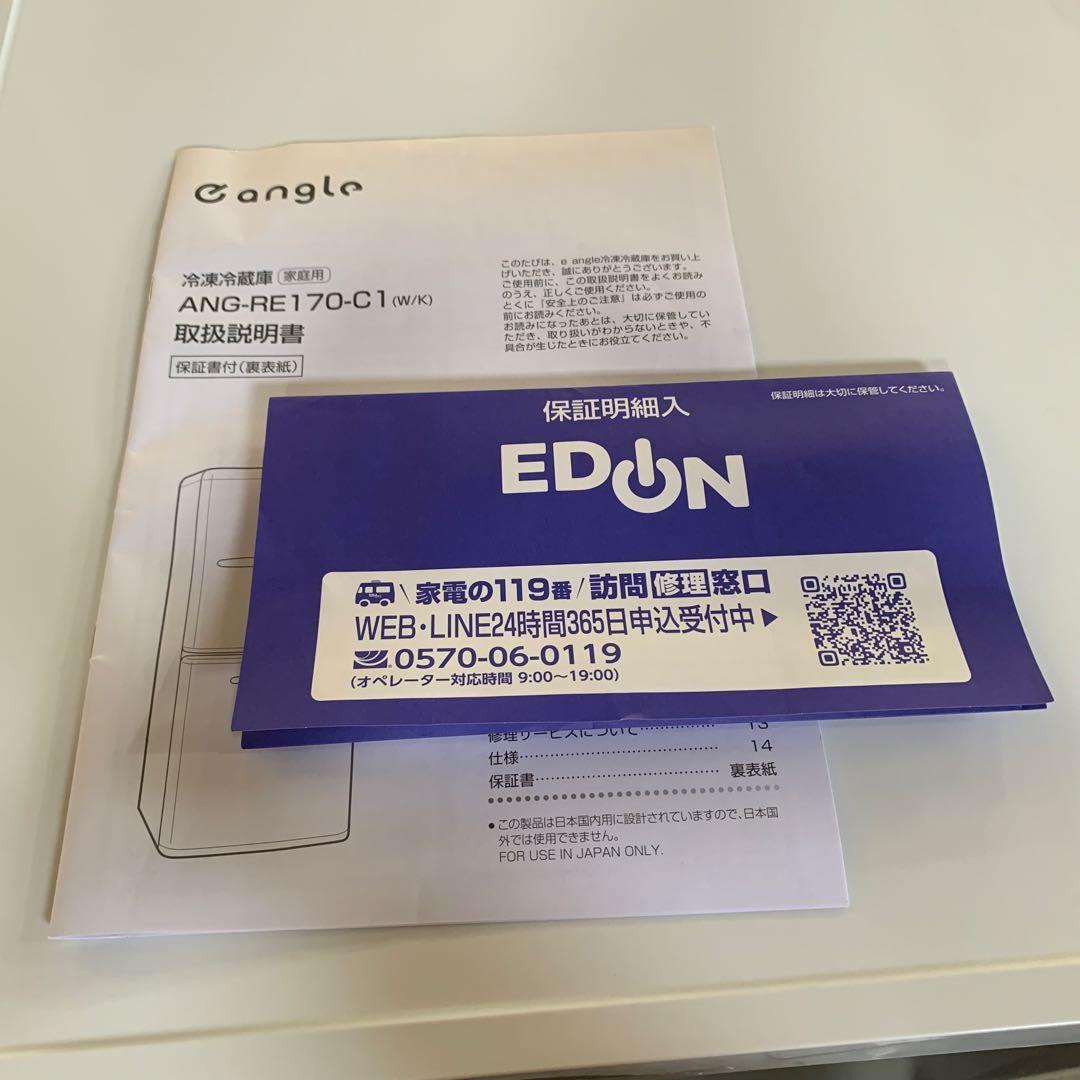 e angle
冷凍冷蔵庫 家庭用
ANG-RE170-C1(W/K)
取扱説明書
保証書付(裏表紙)
このたびは、e angle冷凍冷蔵庫をお買い上
げいただき、誠にありがとうございます。
ご使用前に、この取扱説明書をよくお読み
のうえ、正しくご使用ください。
とくに『安全上のご注意』は必ずご使用の
前にお読みください。
お読みになったあとは、大切に保管してい
ただき、取り扱いがわからないときや、不
具合が生じたときにお役立てください。
保証明細入
保証明細は大切に保管してください。
EDION
\家電の119番/訪問修理窓口
WEB・LINE24時間365日申込受付中▶
0570-06-0119
(オペレーター対応時間 9:00～19:00)
修理サービスについて…………… 13
仕様………………………………… 14
保証書……………………………… 裏表紙
●この製品は日本国内用に設計されていますので、日本国
外では使用できません。
FOR USE IN JAPAN ONLY.